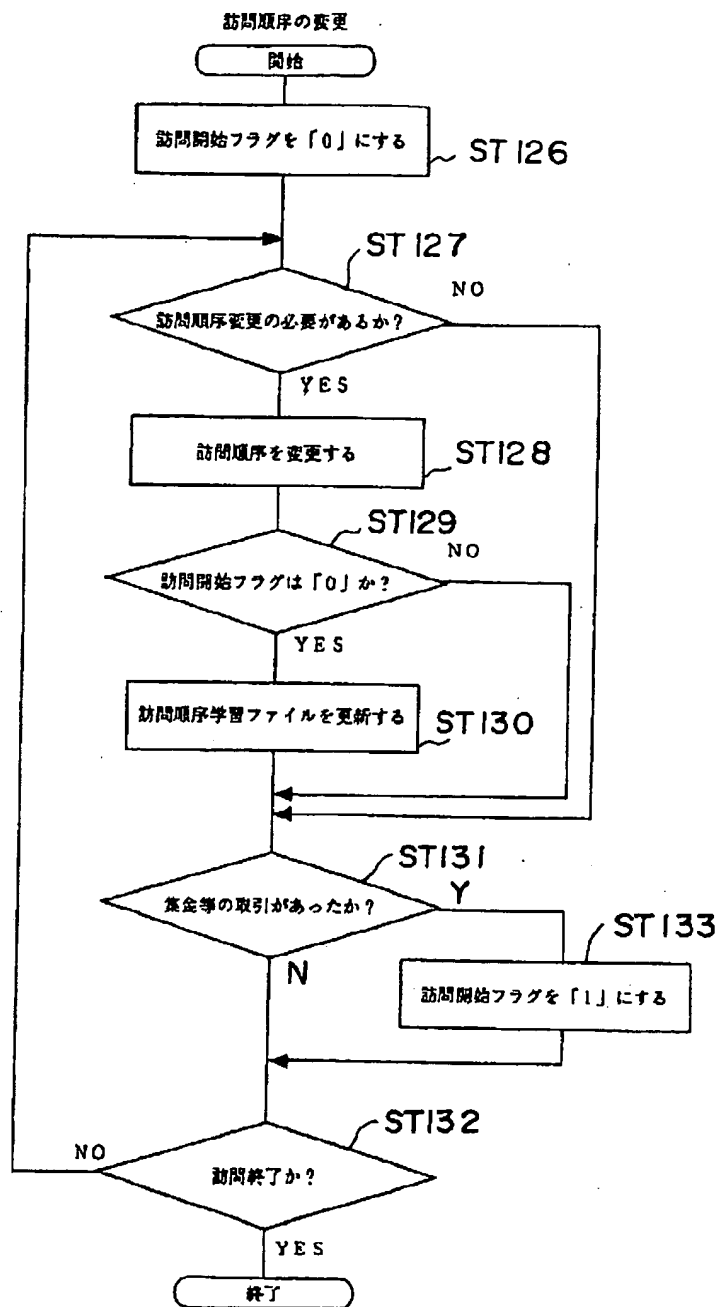 訪問順序の変更
開始
訪問開始フラグを「0」にする
ST126
ST127
NO
訪問順序変更の必要があるか?
YES
訪問順序を変更する
ST128
ST129
NO
訪問開始フラグは「0」か?
YES
訪問順序学習ファイルを更新する
ST130
ST131
Y
集金等の取引があったか?
ST133
N
訪問開始フラグを「1」にする
ST132
NO
訪問終了か?
YES
終了